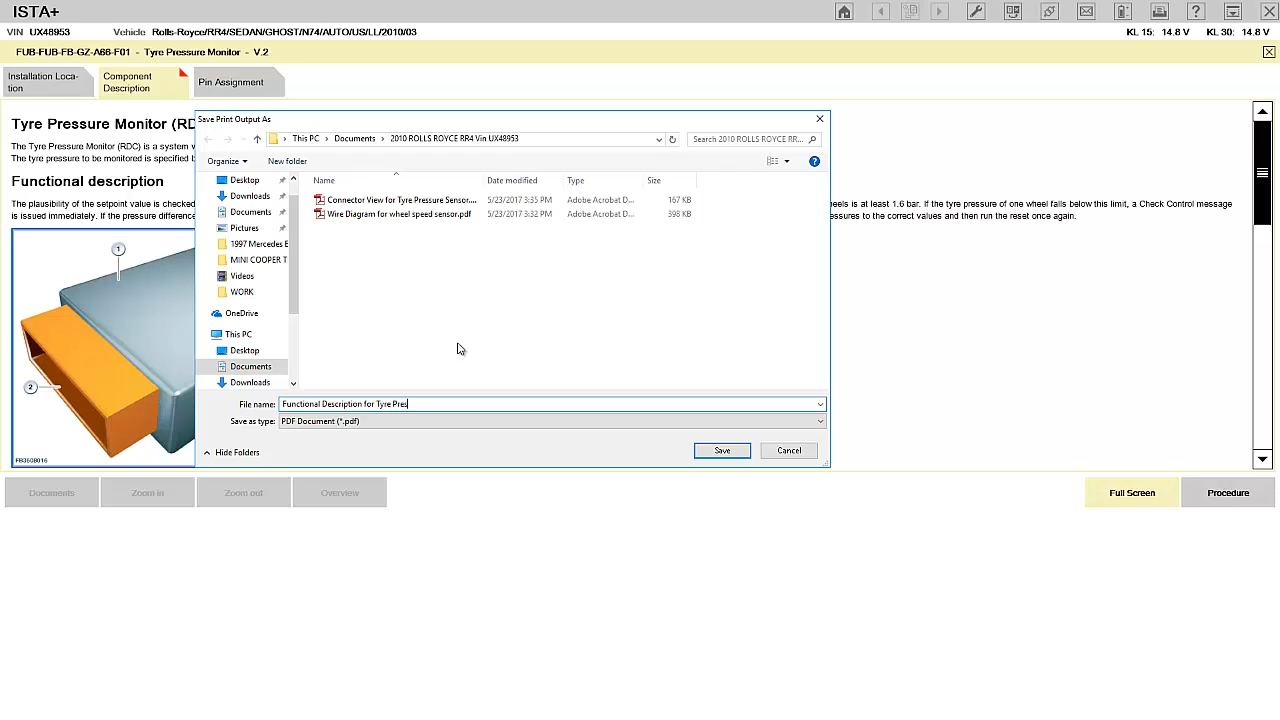 ISTA+
VIN UX48953 Vehicle Rolls-Royce/RR4/SEDAN/GHOST/N74/AUTO/US/LL/2010/03 KL 15: 14.8 V KL 30: 14.8 V
FUB-FUB-FB-GZ-A66-F01 - Tyre Pressure Monitor - V.2
Installation Loca-
tion
Component
Description
Pin Assignment
Tyre Pressure Monitor (RD
The Tyre Pressure Monitor (RDC) is a system w
The tyre pressure to be monitored is specified b
Functional description
The plausibility of the setpoint value is checked
is issued immediately. If the pressure difference
eels is at least 1.6 bar. If the tyre pressure of one wheel falls below this limit, a Check Control message
essures to the correct values and then run the reset once again.
1
2
FB3608016
Save Print Output As
This PC > Documents > 2010 ROLLS ROYCE RR4 Vin UX48953
Search 2010 ROLLS ROYCE RR...
Organize New folder
Desktop
Downloads
Documents
Pictures
1997 Mercedes E
MINI COOPER T
Videos
WORK
OneDrive
This PC
Desktop
Documents
Downloads
Name Date modified Type Size
Connector View for Tyre Pressure Sensor.... 5/23/2017 3:35 PM Adobe Acrobat D... 167 KB
Wire Diagram for wheel speed sensor.pdf 5/23/2017 3:32 PM Adobe Acrobat D... 398 KB
File name: Functional Description for Tyre Pres
Save as type: PDF Document (*.pdf)
Hide Folders Save Cancel
Documents Zoom in Zoom out Overview Full Screen Procedure